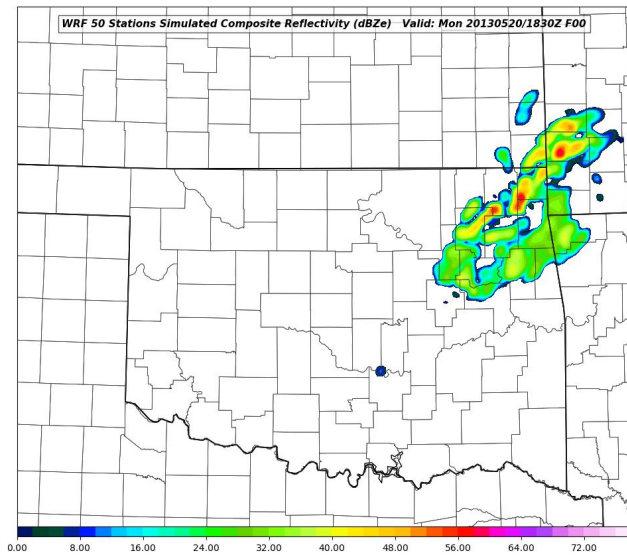 WRF 50 Stations Simulated Composite Reflectivity (dBZe)   Valid: Mon 20130520/1830Z F00
0.00 8.00 16.00 24.00 32.00 40.00 48.00 56.00 64.00 72.00